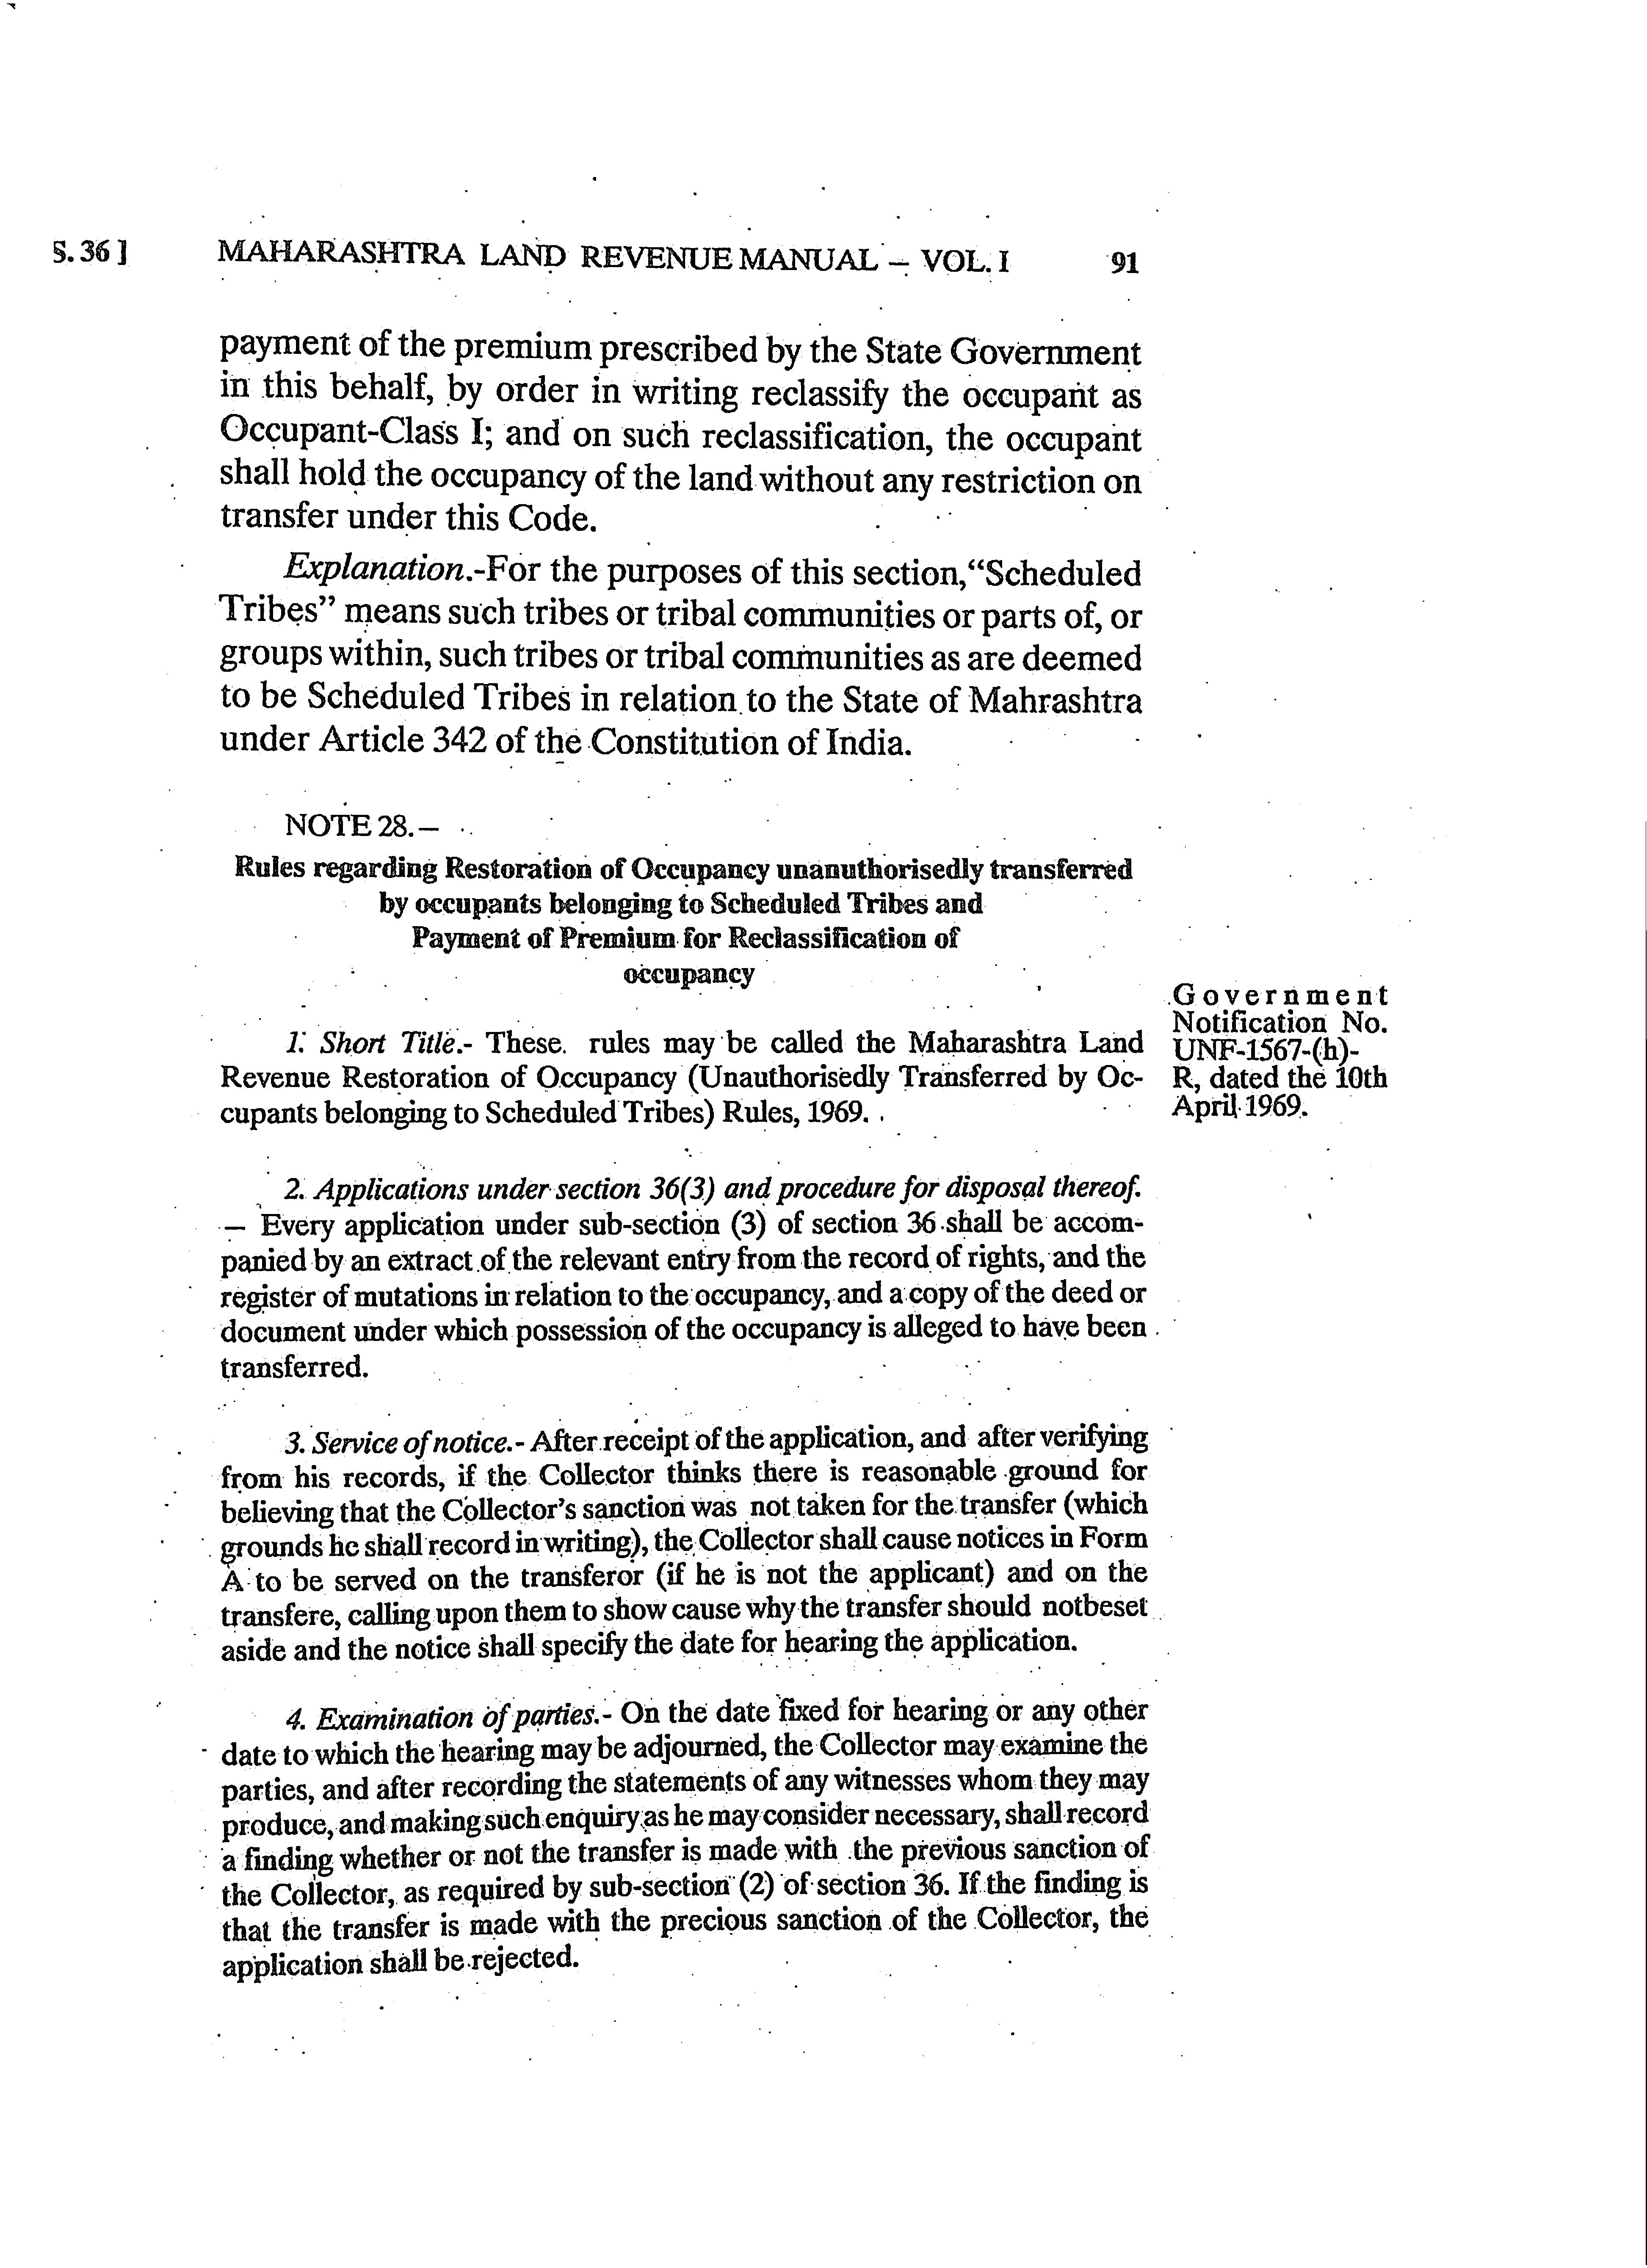 S. 36 ] MAHARASHTRA LAND REVENUE MANUAL – VOL. I 91
payment of the premium prescribed by the State Government
in this behalf, by order in writing reclassify the occupant as
Occupant-Class I; and on such reclassification, the occupant
shall hold the occupancy of the land without any restriction on
transfer under this Code.
Explanation.-For the purposes of this section,“Scheduled
Tribes” means such tribes or tribal communities or parts of, or
groups within, such tribes or tribal communities as are deemed
to be Scheduled Tribes in relation to the State of Mahrashtra
under Article 342 of the Constitution of India.
NOTE 28. –
Rules regarding Restoration of Occupancy unanuthorisedly transferred
by occupants belonging to Scheduled Tribes and
Payment of Premium for Reclassification of
occupancy
Government
Notification No.
UNF-1567-(h)-
R, dated the 10th
April 1969.
1. Short Title.- These rules may be called the Maharashtra Land
Revenue Restoration of Occupancy (Unauthorisedly Transferred by Oc-
cupants belonging to Scheduled Tribes) Rules, 1969.
2. Applications under section 36(3) and procedure for disposal thereof.
– Every application under sub-section (3) of section 36 shall be accom-
panied by an extract of the relevant entry from the record of rights, and the
register of mutations in relation to the occupancy, and a copy of the deed or
document under which possession of the occupancy is alleged to have been
transferred.
3. Service of notice.- After receipt of the application, and after verifying
from his records, if the Collector thinks there is reasonable ground for
believing that the Collector’s sanction was not taken for the transfer (which
grounds he shall record in writing), the Collector shall cause notices in Form
A to be served on the transferor (if he is not the applicant) and on the
transfere, calling upon them to show cause why the transfer should notbeset
aside and the notice shall specify the date for hearing the application.
4. Examination of parties.- On the date fixed for hearing or any other
date to which the hearing may be adjourned, the Collector may examine the
parties, and after recording the statements of any witnesses whom they may
produce, and making such enquiry as he may consider necessary, shall record
a finding whether or not the transfer is made with the previous sanction of
the Collector, as required by sub-section (2) of section 36. If the finding is
that the transfer is made with the precious sanction of the Collector, the
application shall be rejected.